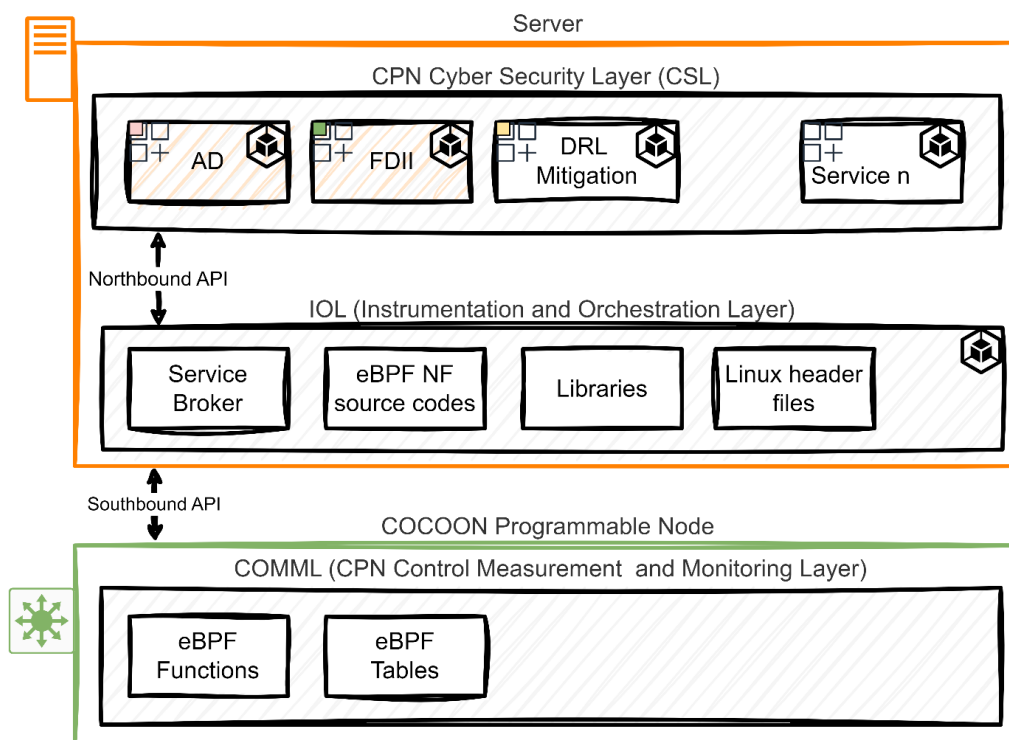 Server
CPN Cyber Security Layer (CSL)
AD
FDII
DRL
Mitigation
Service n
Northbound API
IOL (Instrumentation and Orchestration Layer)
Service
Broker
eBPF NF
source codes
Libraries
Linux header
files
Southbound API
COCOON Programmable Node
COMML (CPN Control Measurement  and Monitoring Layer)
eBPF
Functions
eBPF
Tables